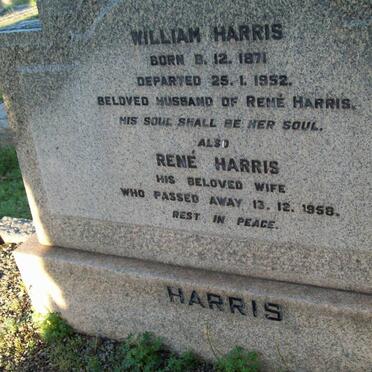 WILLIAM HARRIS
BORN 8. 12. 1871
DEPARTED 25. 1. 1952.
BELOVED HUSBAND OF RENÉ HARRIS.
HIS SOUL SHALL BE HER SOUL.
ALSO
RENÉ HARRIS
HIS BELOVED WIFE
WHO PASSED AWAY 13. 12. 1958.
REST IN PEACE.
HARRIS